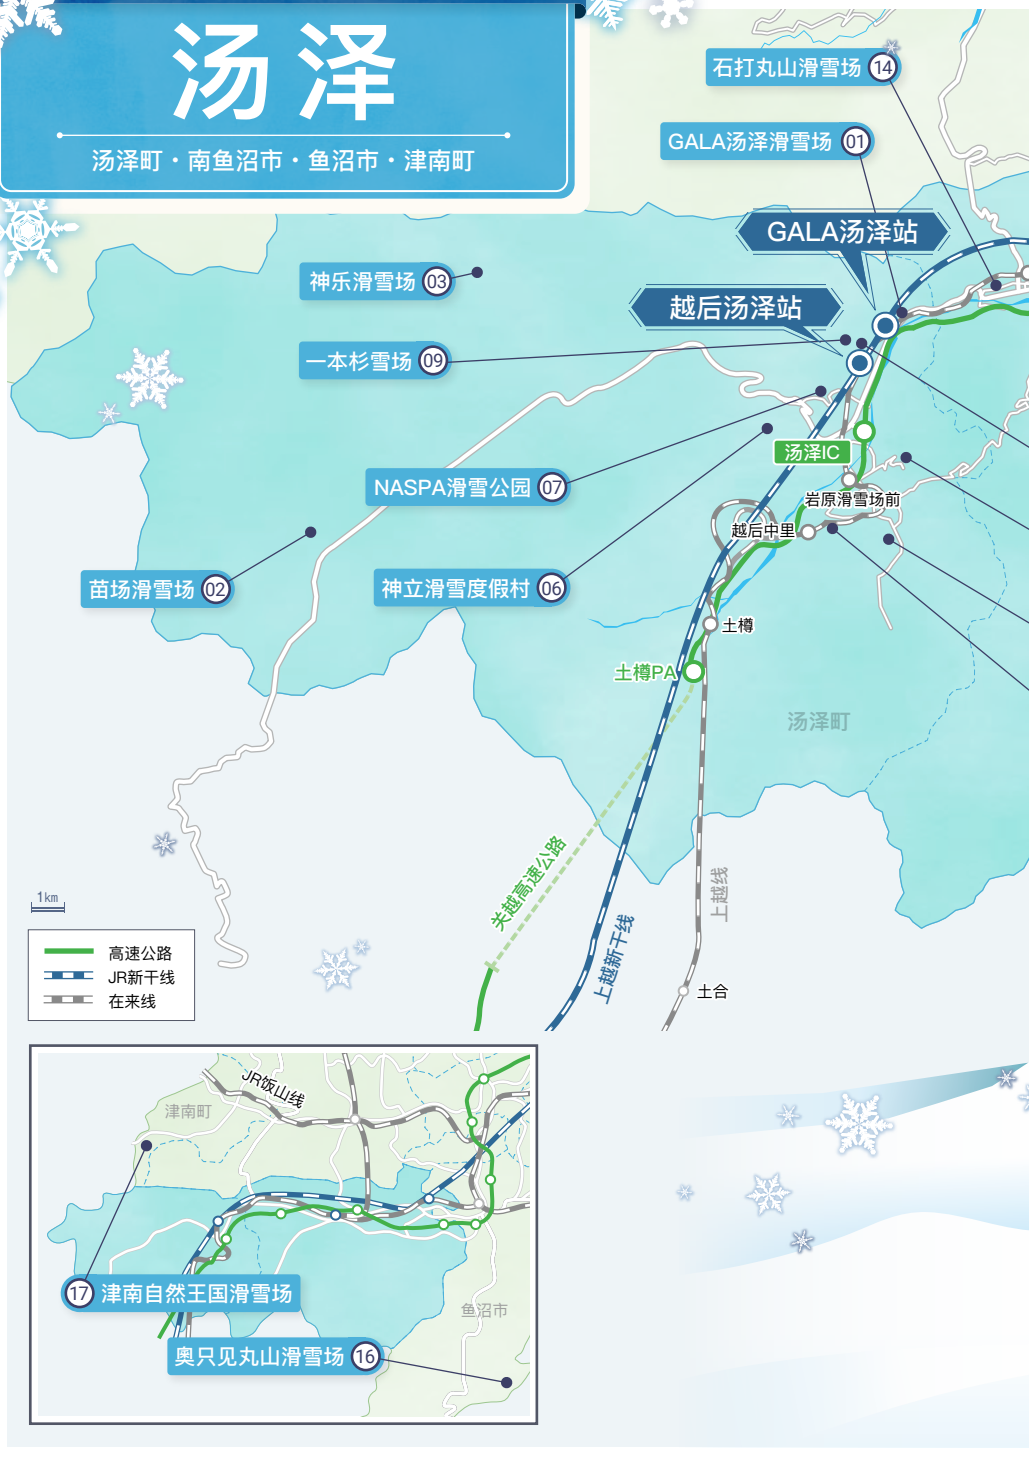 汤泽
汤泽町・南鱼沼市・鱼沼市・津南町
石打丸山滑雪场 14
GALA汤泽滑雪场 01
GALA汤泽站
神乐滑雪场 03
越后汤泽站
一本杉雪场 09
汤泽IC
NASPA滑雪公园 07
岩原滑雪场前
越后中里
苗场滑雪场 02
神立滑雪度假村 06
土樽
土樽PA
汤泽町
关越高速公路
上越线
上越新干线
土合
1km
高速公路
JR新干线
在来线
JR饭山线
津南町
17 津南自然王国滑雪场
鱼沼市
奥只见丸山滑雪场 16